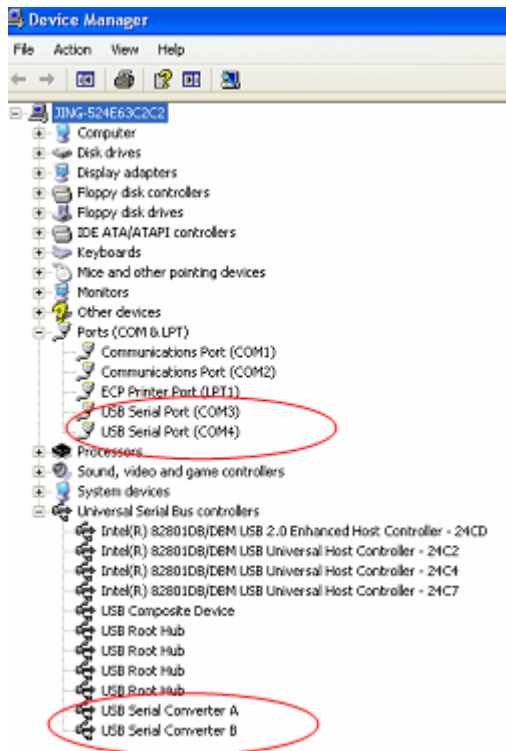 Device Manager
File Action View Help
JING-524E63C2C2
Computer
Disk drives
Display adapters
Floppy disk controllers
Floppy disk drives
IDE ATA/ATAPI controllers
Keyboards
Mice and other pointing devices
Monitors
Other devices
Ports (COM & LPT)
Communications Port (COM1)
Communications Port (COM2)
ECP Printer Port (LPT1)
USB Serial Port (COM3)
USB Serial Port (COM4)
Processors
Sound, video and game controllers
System devices
Universal Serial Bus controllers
Intel(R) 82801DB/DBM USB 2.0 Enhanced Host Controller - 24CD
Intel(R) 82801DB/DBM USB Universal Host Controller - 24C2
Intel(R) 82801DB/DBM USB Universal Host Controller - 24C4
Intel(R) 82801DB/DBM USB Universal Host Controller - 24C7
USB Composite Device
USB Root Hub
USB Root Hub
USB Root Hub
USB Root Hub
USB Serial Converter A
USB Serial Converter B